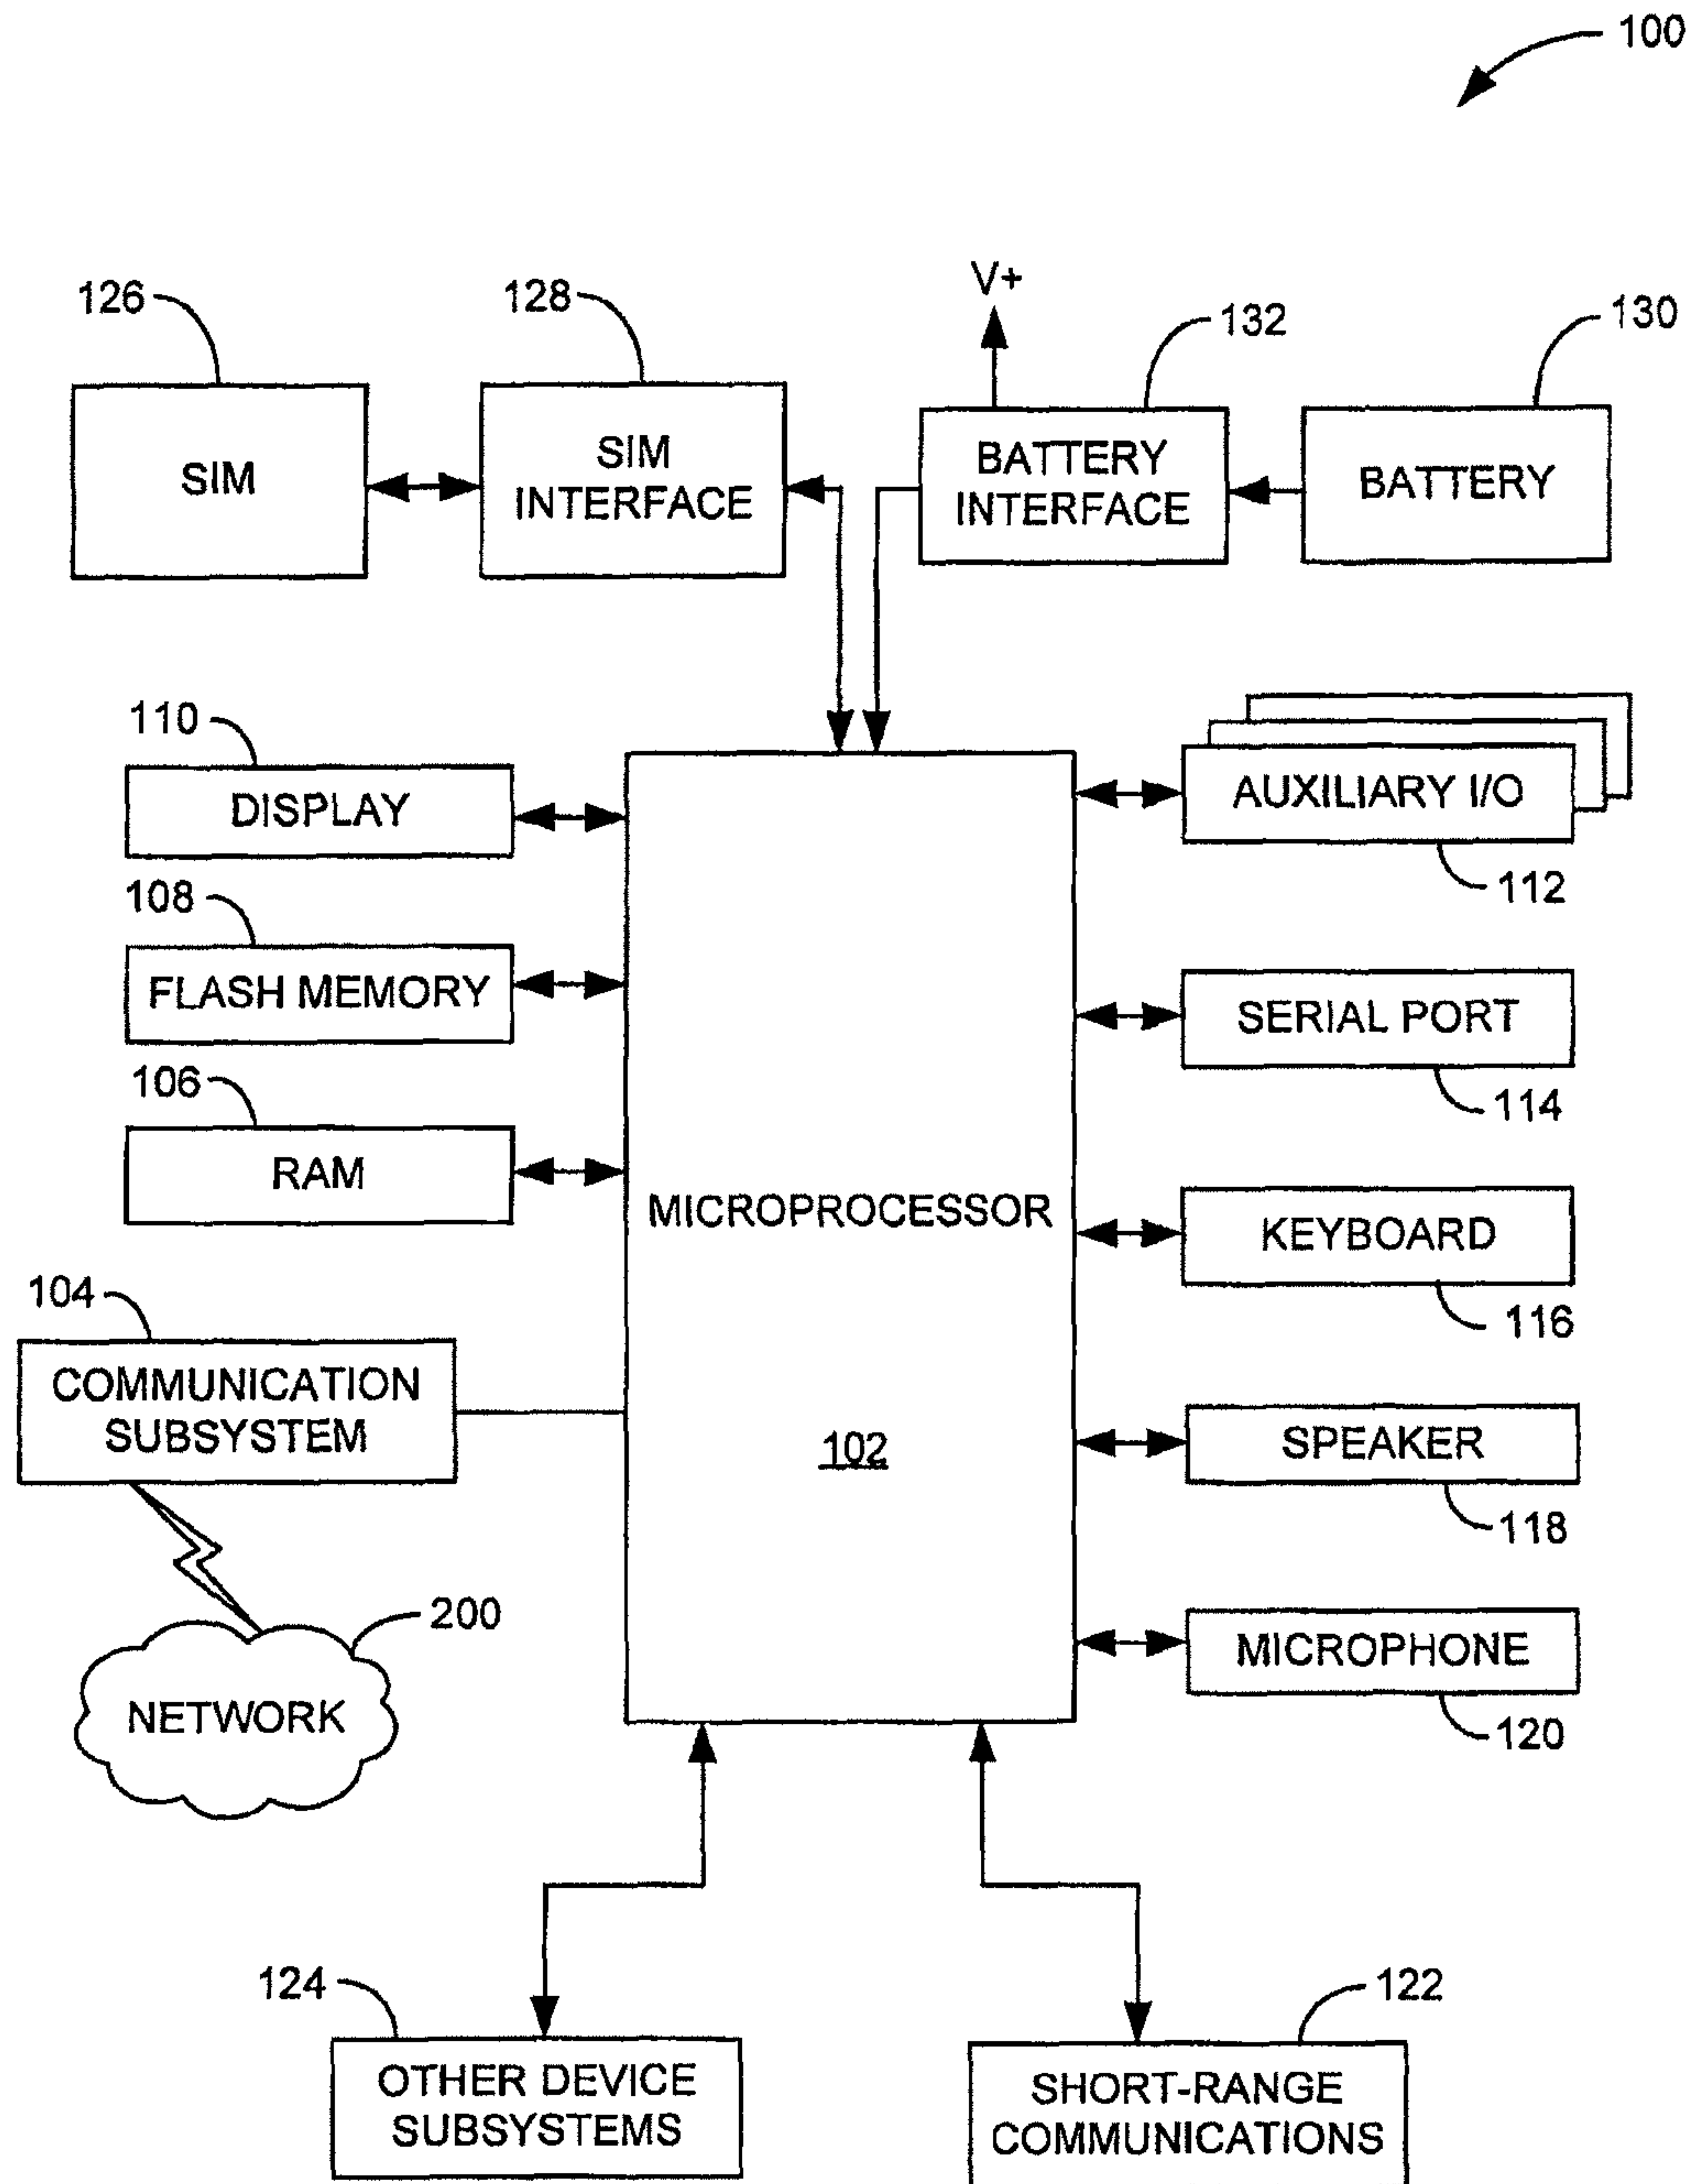 100
V+
126
128
132
130
SIM
SIM
INTERFACE
BATTERY
INTERFACE
BATTERY
110
DISPLAY
AUXILIARY I/O
112
108
FLASH MEMORY
SERIAL PORT
114
106
RAM
MICROPROCESSOR
102
KEYBOARD
116
104
COMMUNICATION
SUBSYSTEM
SPEAKER
118
200
NETWORK
MICROPHONE
120
124
OTHER DEVICE
SUBSYSTEMS
122
SHORT-RANGE
COMMUNICATIONS